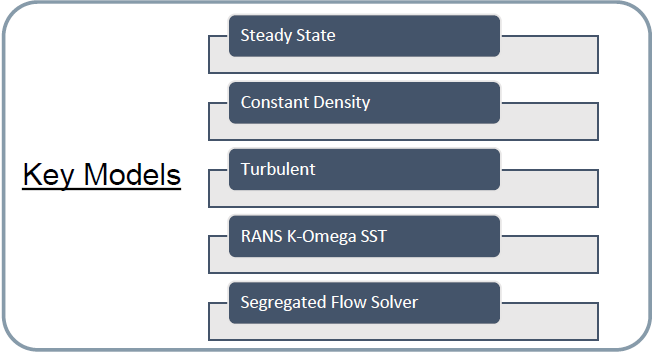 Key Models
Steady State
Constant Density
Turbulent
RANS K-Omega SST
Segregated Flow Solver